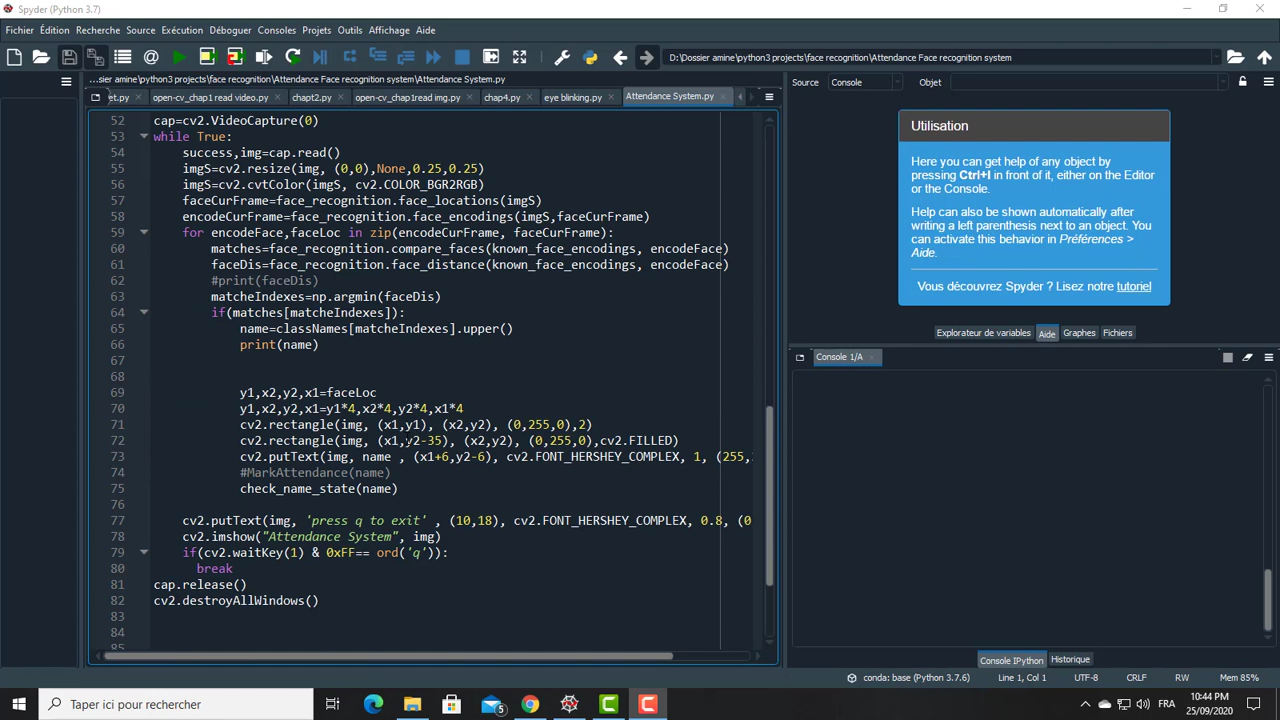 Spyder (Python 3.7)
Fichier Édition Recherche Source Exécution Déboguer Consoles Projets Outils Affichage Aide
D:\Dossier amine\python3 projects\face recognition\Attendance Face recognition system
...sier amine\python3 projects\face recognition\Attendance Face recognition system\Attendance System.py
et.py open-cv_chap1 read video.py chapt2.py open-cv_chap1read img.py chap4.py eye blinking.py Attendance System.py
52 cap=cv2.VideoCapture(0)
53 while True:
54 success,img=cap.read()
55 imgS=cv2.resize(img, (0,0),None,0.25,0.25)
56 imgS=cv2.cvtColor(imgS, cv2.COLOR_BGR2RGB)
57 faceCurFrame=face_recognition.face_locations(imgS)
58 encodeCurFrame=face_recognition.face_encodings(imgS,faceCurFrame)
59 for encodeFace,faceLoc in zip(encodeCurFrame, faceCurFrame):
60 matches=face_recognition.compare_faces(known_face_encodings, encodeFace)
61 faceDis=face_recognition.face_distance(known_face_encodings, encodeFace)
62 #print(faceDis)
63 matcheIndexes=np.argmin(faceDis)
64 if(matches[matcheIndexes]):
65 name=classNames[matcheIndexes].upper()
66 print(name)
67
68
69 y1,x2,y2,x1=faceLoc
70 y1,x2,y2,x1=y1*4,x2*4,y2*4,x1*4
71 cv2.rectangle(img, (x1,y1), (x2,y2), (0,255,0),2)
72 cv2.rectangle(img, (x1,y2-35), (x2,y2), (0,255,0),cv2.FILLED)
73 cv2.putText(img, name , (x1+6,y2-6), cv2.FONT_HERSHEY_COMPLEX, 1, (255,
74 #MarkAttendance(name)
75 check_name_state(name)
76
77 cv2.putText(img, 'press q to exit' , (10,18), cv2.FONT_HERSHEY_COMPLEX, 0.8, (0
78 cv2.imshow("Attendance System", img)
79 if(cv2.waitKey(1) & 0xFF== ord('q')):
80 break
81 cap.release()
82 cv2.destroyAllWindows()
83
84
85
Source Console Objet
Utilisation
Here you can get help of any object by
pressing Ctrl+I in front of it, either on the Editor
or the Console.
Help can also be shown automatically after
writing a left parenthesis next to an object. You
can activate this behavior in Préférences >
Aide.
Vous découvrez Spyder ? Lisez notre tutoriel
Explorateur de variables Aide Graphes Fichiers
Console 1/A
Console IPython Historique
conda: base (Python 3.7.6) Line 1, Col 1 UTF-8 CRLF RW Mem 85%
Taper ici pour rechercher
5
FRA
10:44 PM
25/09/2020